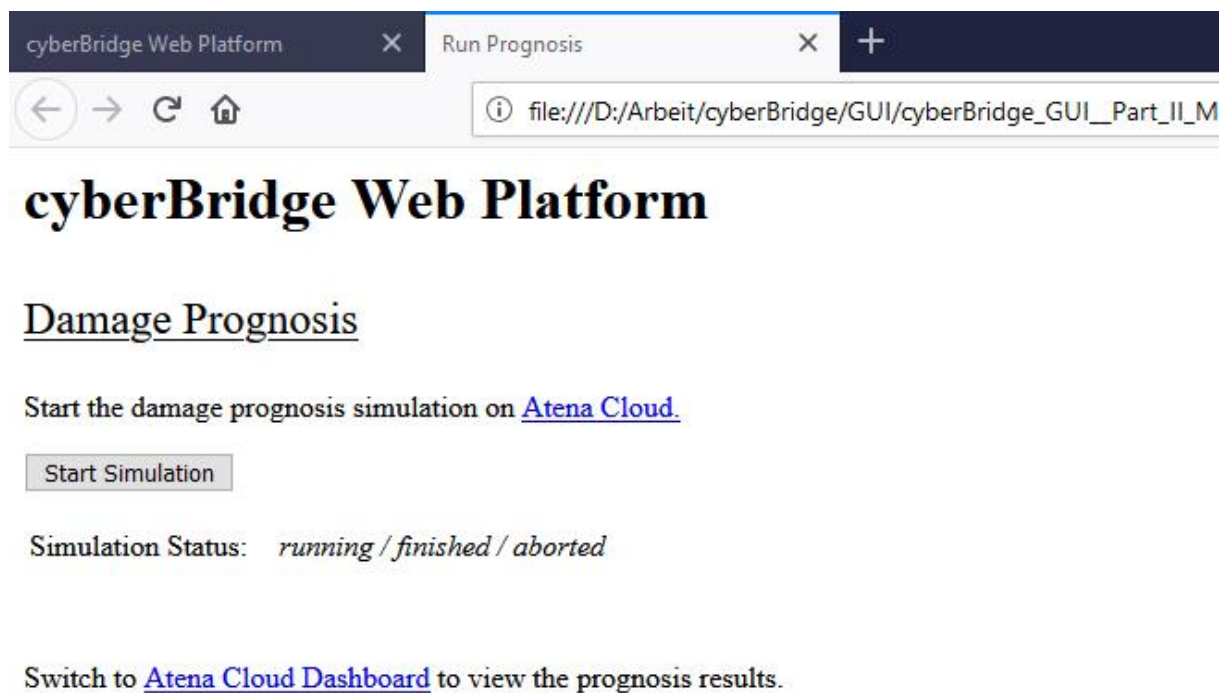 cyberBridge Web Platform
Run Prognosis
file:///D:/Arbeit/cyberBridge/GUI/cyberBridge_GUI__Part_II_M
cyberBridge Web Platform
Damage Prognosis
Start the damage prognosis simulation on Atena Cloud.
Start Simulation
Simulation Status: running / finished / aborted
Switch to Atena Cloud Dashboard to view the prognosis results.